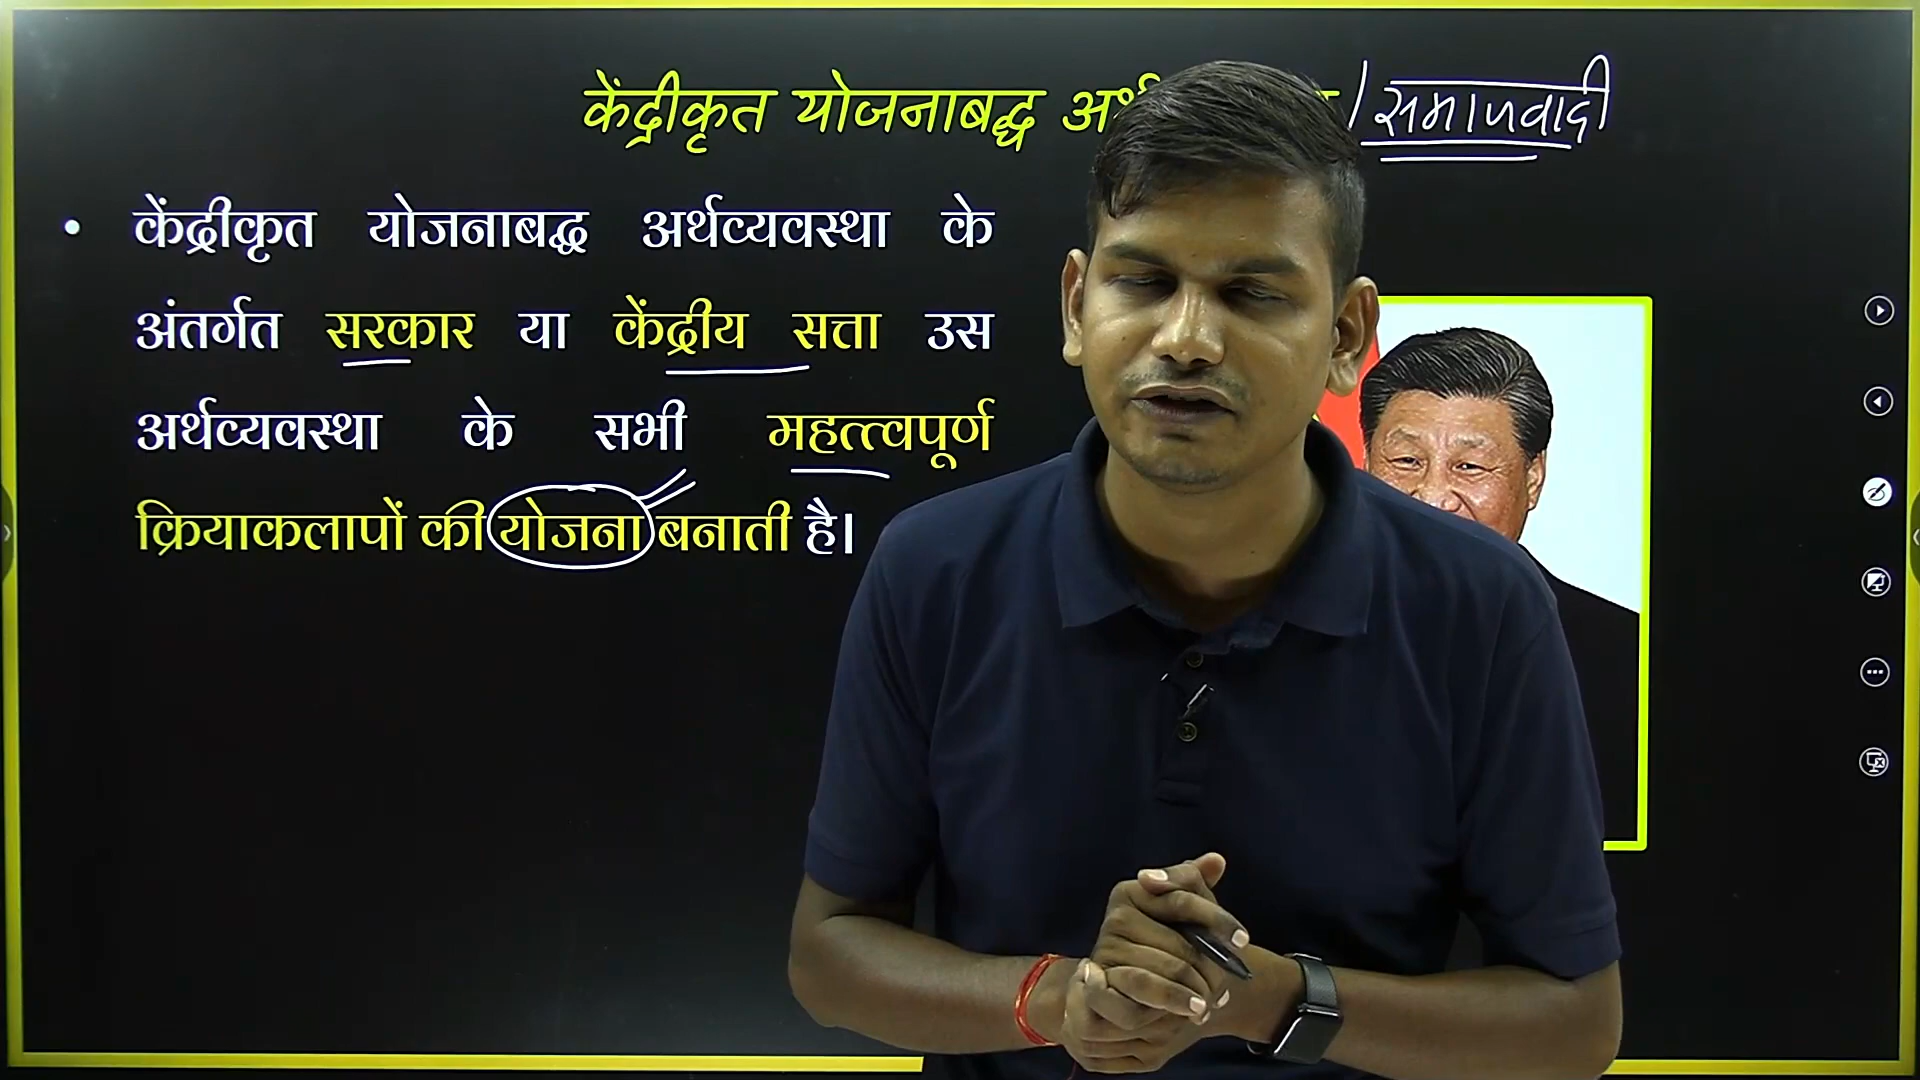 केंद्रीकृत योजनाबद्ध / समाजवादी
केंद्रीकृत योजनाबद्ध अर्थव्यवस्था के
अंतर्गत सरकार या केंद्रीय सत्ता उस
अर्थव्यवस्था के सभी महत्त्वपूर्ण
क्रियाकलापों की योजना बनाती है।